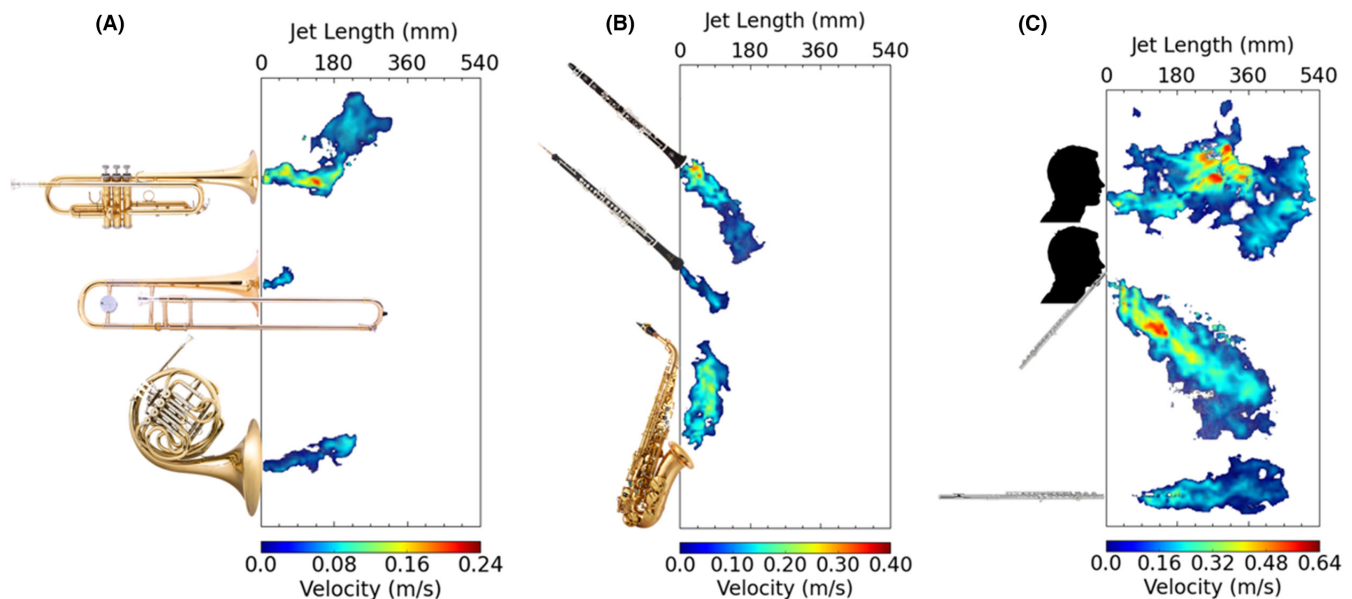 (A)
Jet Length (mm)
0 180 360 540
0.0 0.08 0.16 0.24
Velocity (m/s)
(B)
Jet Length (mm)
0 180 360 540
0.0 0.10 0.20 0.30 0.40
Velocity (m/s)
(C)
Jet Length (mm)
0 180 360 540
0.0 0.16 0.32 0.48 0.64
Velocity (m/s)